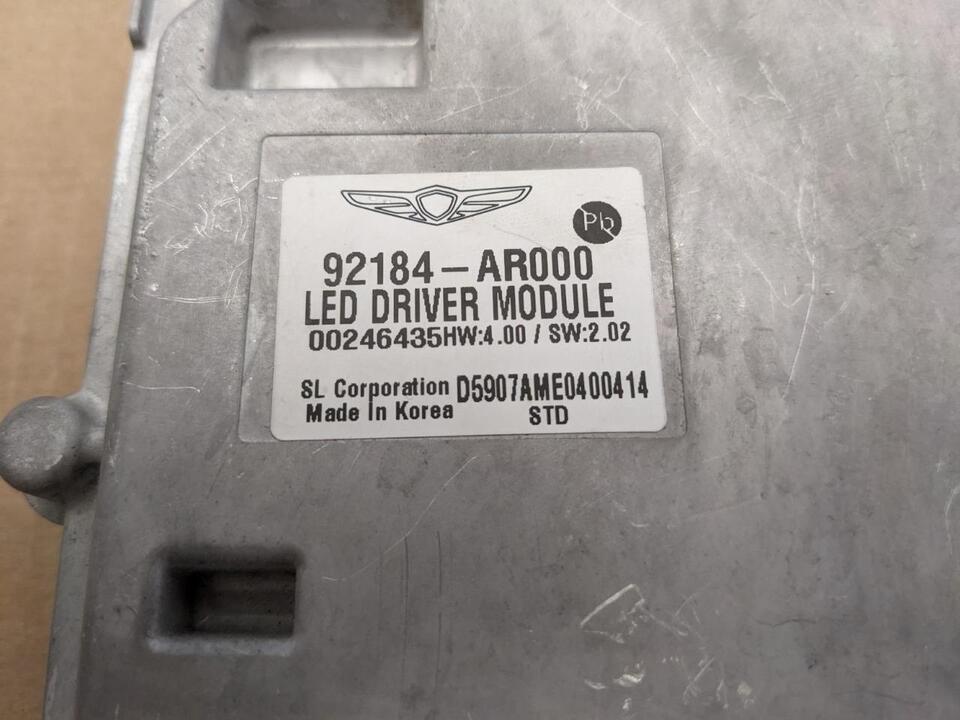 Pb
92184-AR000
LED DRIVER MODULE
00246435HW:4.00 / SW:2.02
SL Corporation D5907AME0400414
Made In Korea STD